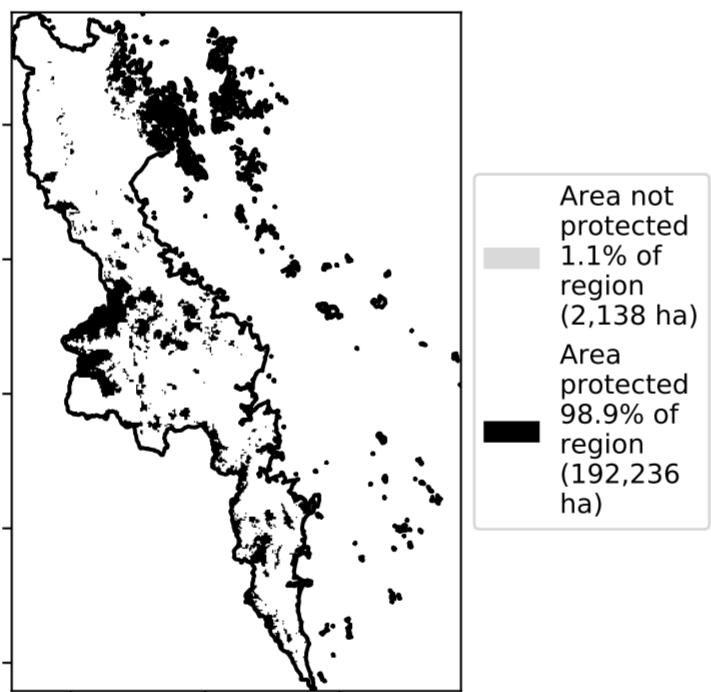 Area not
protected
1.1% of
region
(2,138 ha)
Area
protected
98.9% of
region
(192,236
ha)